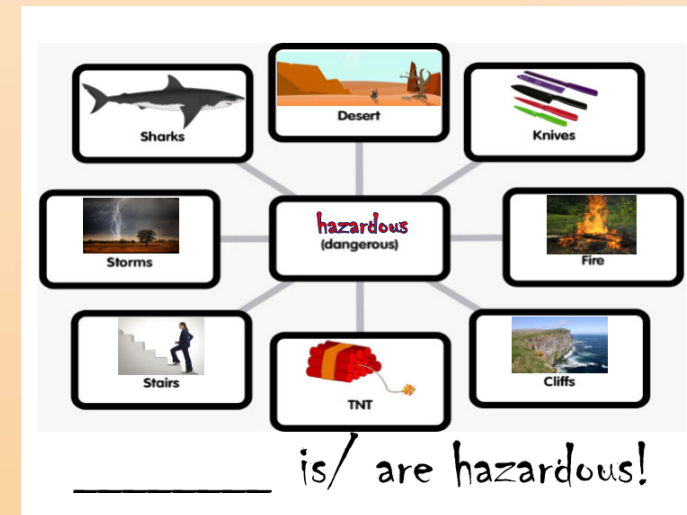 Sharks
Desert
Knives
Storms
hazardous
(dangerous)
Fire
Stairs
TNT
Cliffs
________ is/ are hazardous!